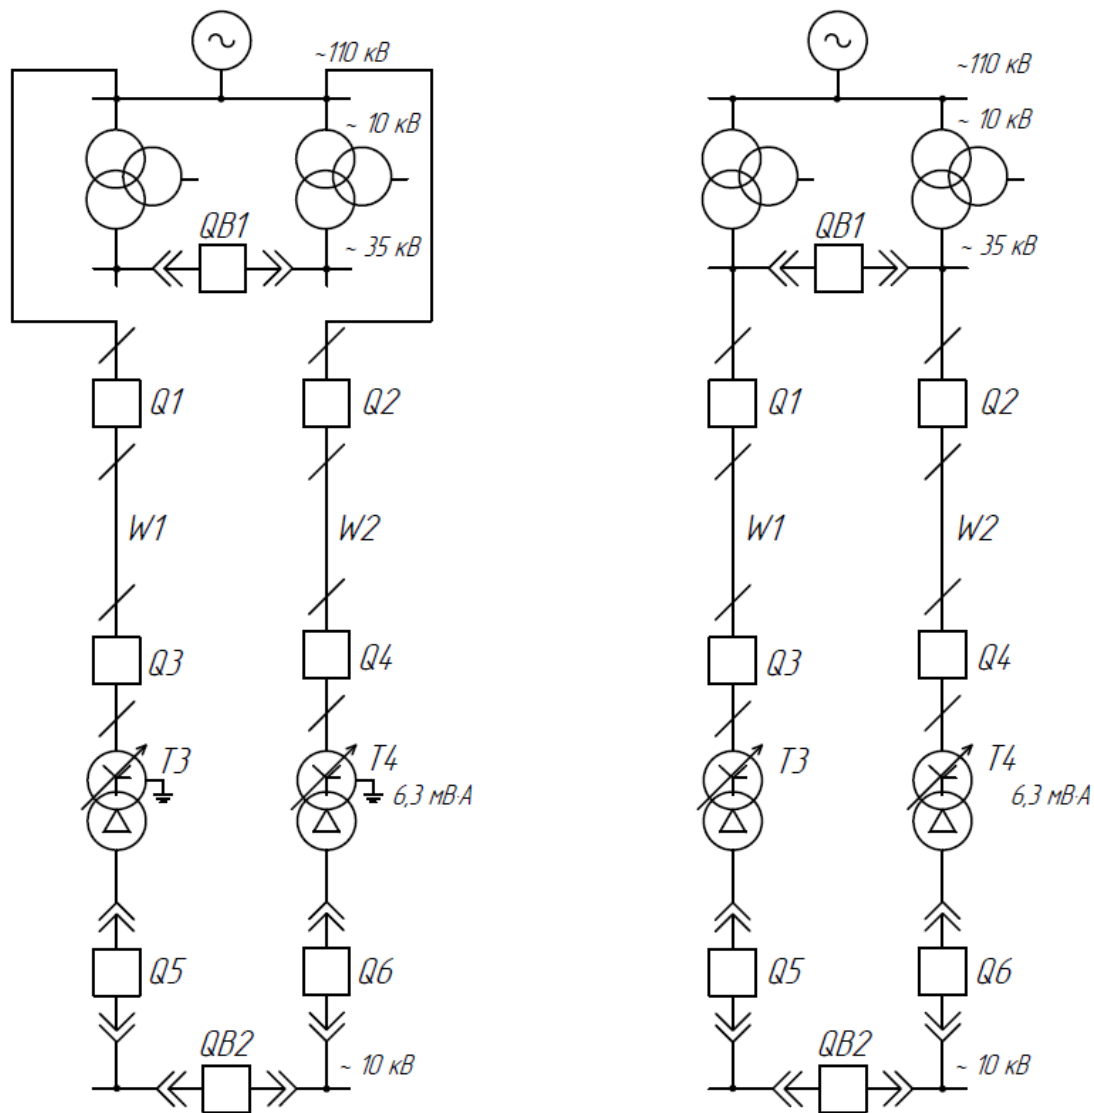 ~110 кВ
~ 10 кВ
QB1
~ 35 кВ
Q1
Q2
W1
W2
Q3
Q4
T3
T4
6,3 мВ·А
Q5
Q6
QB2
~ 10 кВ
~110 кВ
~ 10 кВ
QB1
~ 35 кВ
Q1
Q2
W1
W2
Q3
Q4
T3
T4
6,3 мВ·А
Q5
Q6
QB2
~ 10 кВ